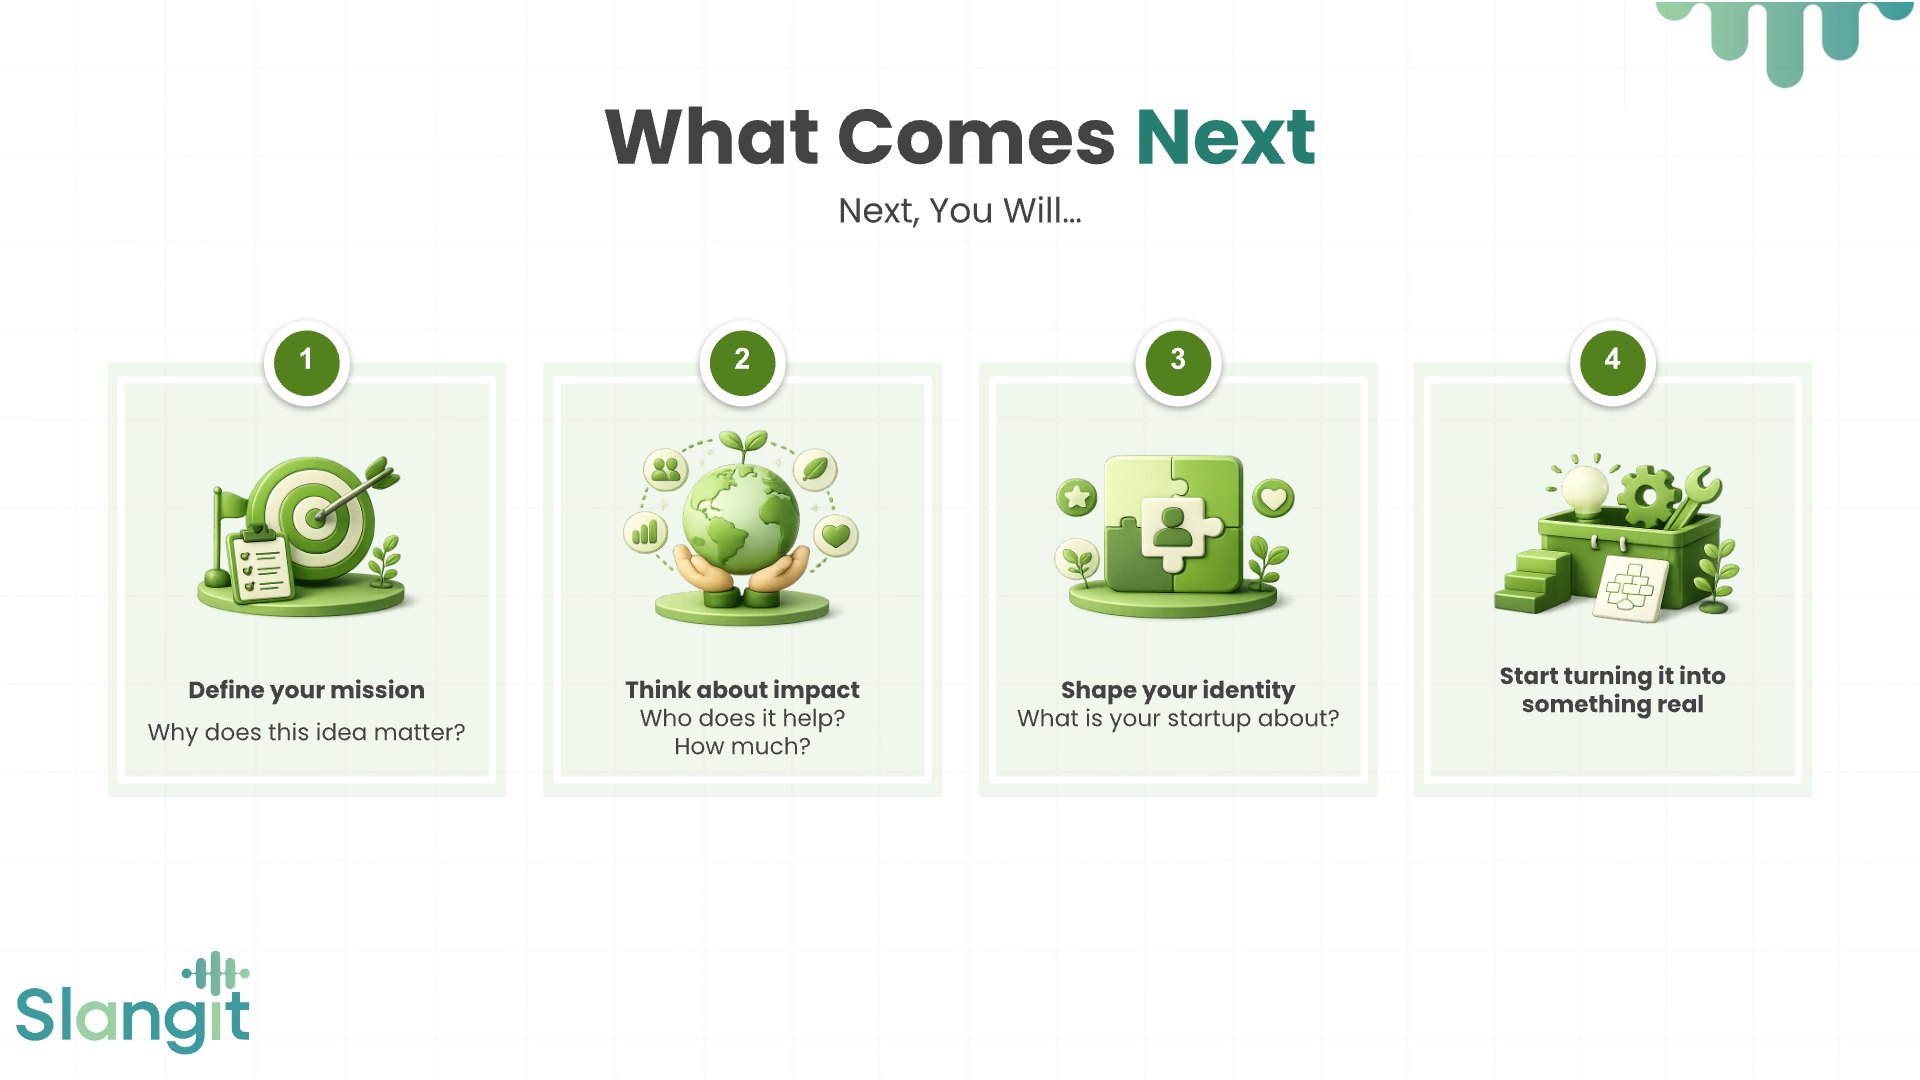 What Comes Next
Next, You Will...
1
Define your mission
Why does this idea matter?
2
Think about impact
Who does it help?
How much?
3
Shape your identity
What is your startup about?
4
Start turning it into
something real
Slangit